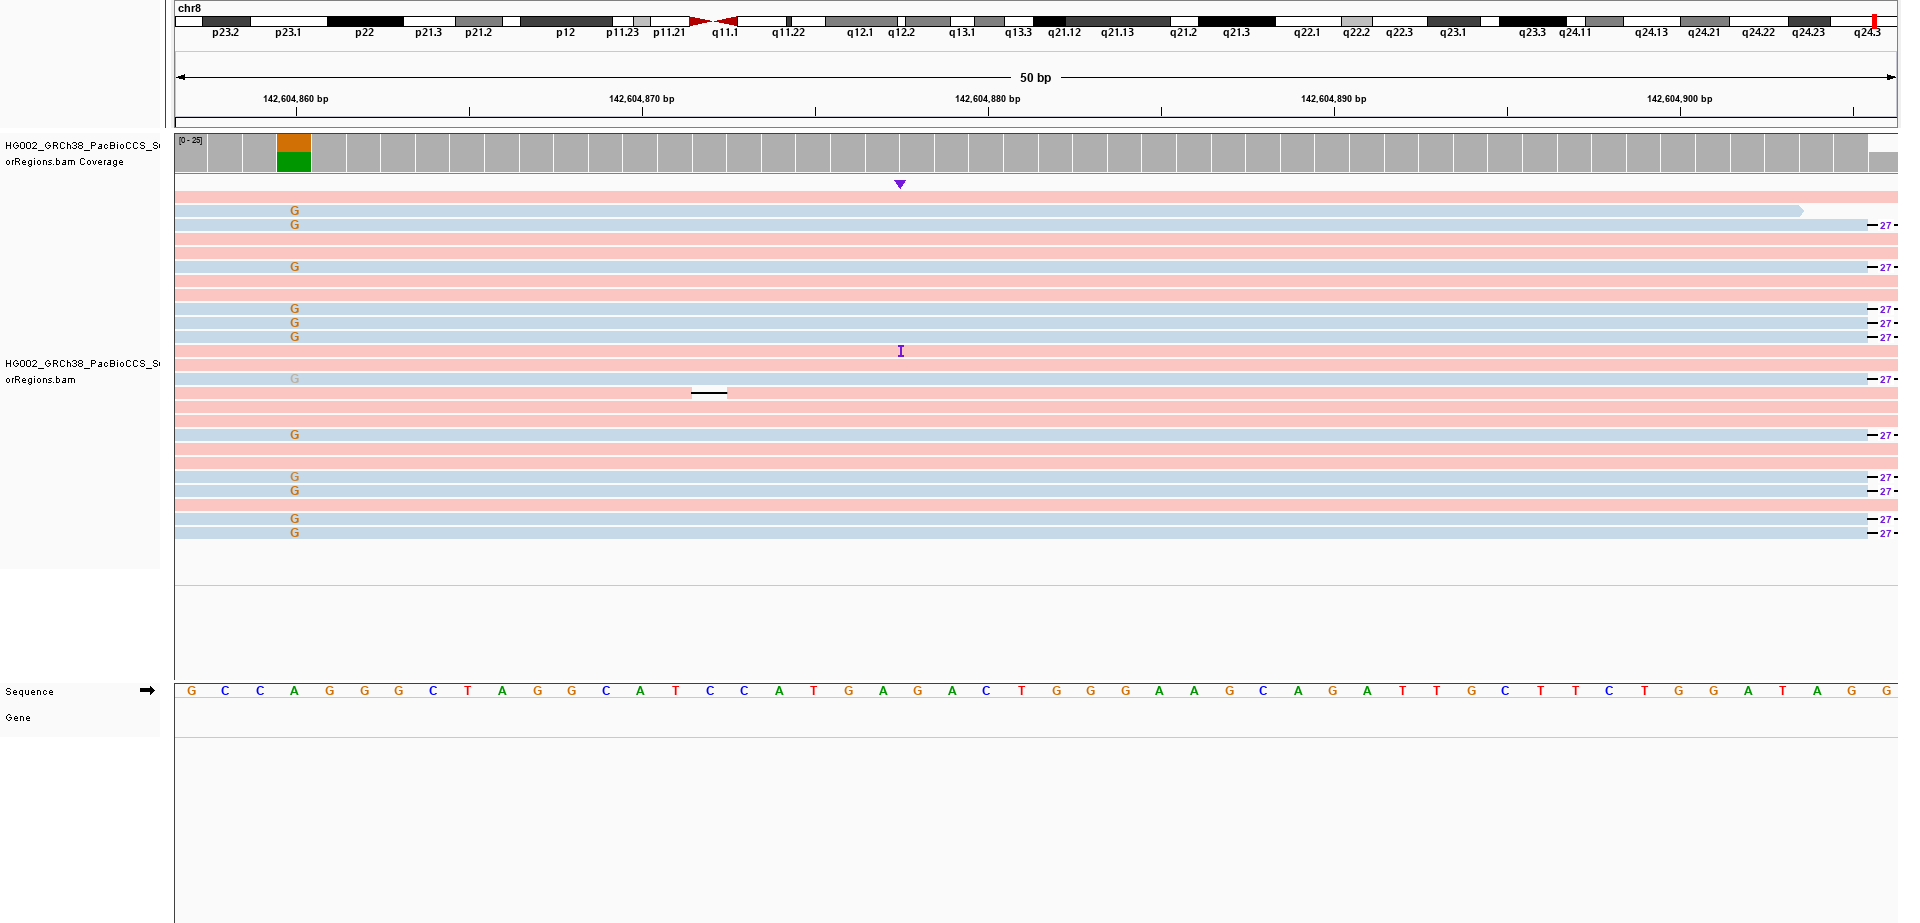 chr8
p23.2 p23.1 p22 p21.3 p21.2 p12 p11.23 p11.21 q11.1 q11.22 q12.1 q12.2 q13.1 q13.3 q21.12 q21.13 q21.2 q21.3 q22.1 q22.2 q22.3 q23.1 q23.3 q24.11 q24.13 q24.21 q24.22 q24.23 q24.3
50 bp
142,604,860 bp 142,604,870 bp 142,604,880 bp 142,604,890 bp 142,604,900 bp
[0 - 25]
HG002_GRCh38_PacBioCCS_S
orRegions.bam Coverage
G
G 27
G 27
G 27
G 27
G 27
I
HG002_GRCh38_PacBioCCS_S
orRegions.bam
G 27
G 27
G 27
G 27
G 27
G 27
Sequence G C C A G G G C T A G G C A T C C A T G A G A C T G G G A A G C A G A T T G C T T C T G G A T A G G
Gene